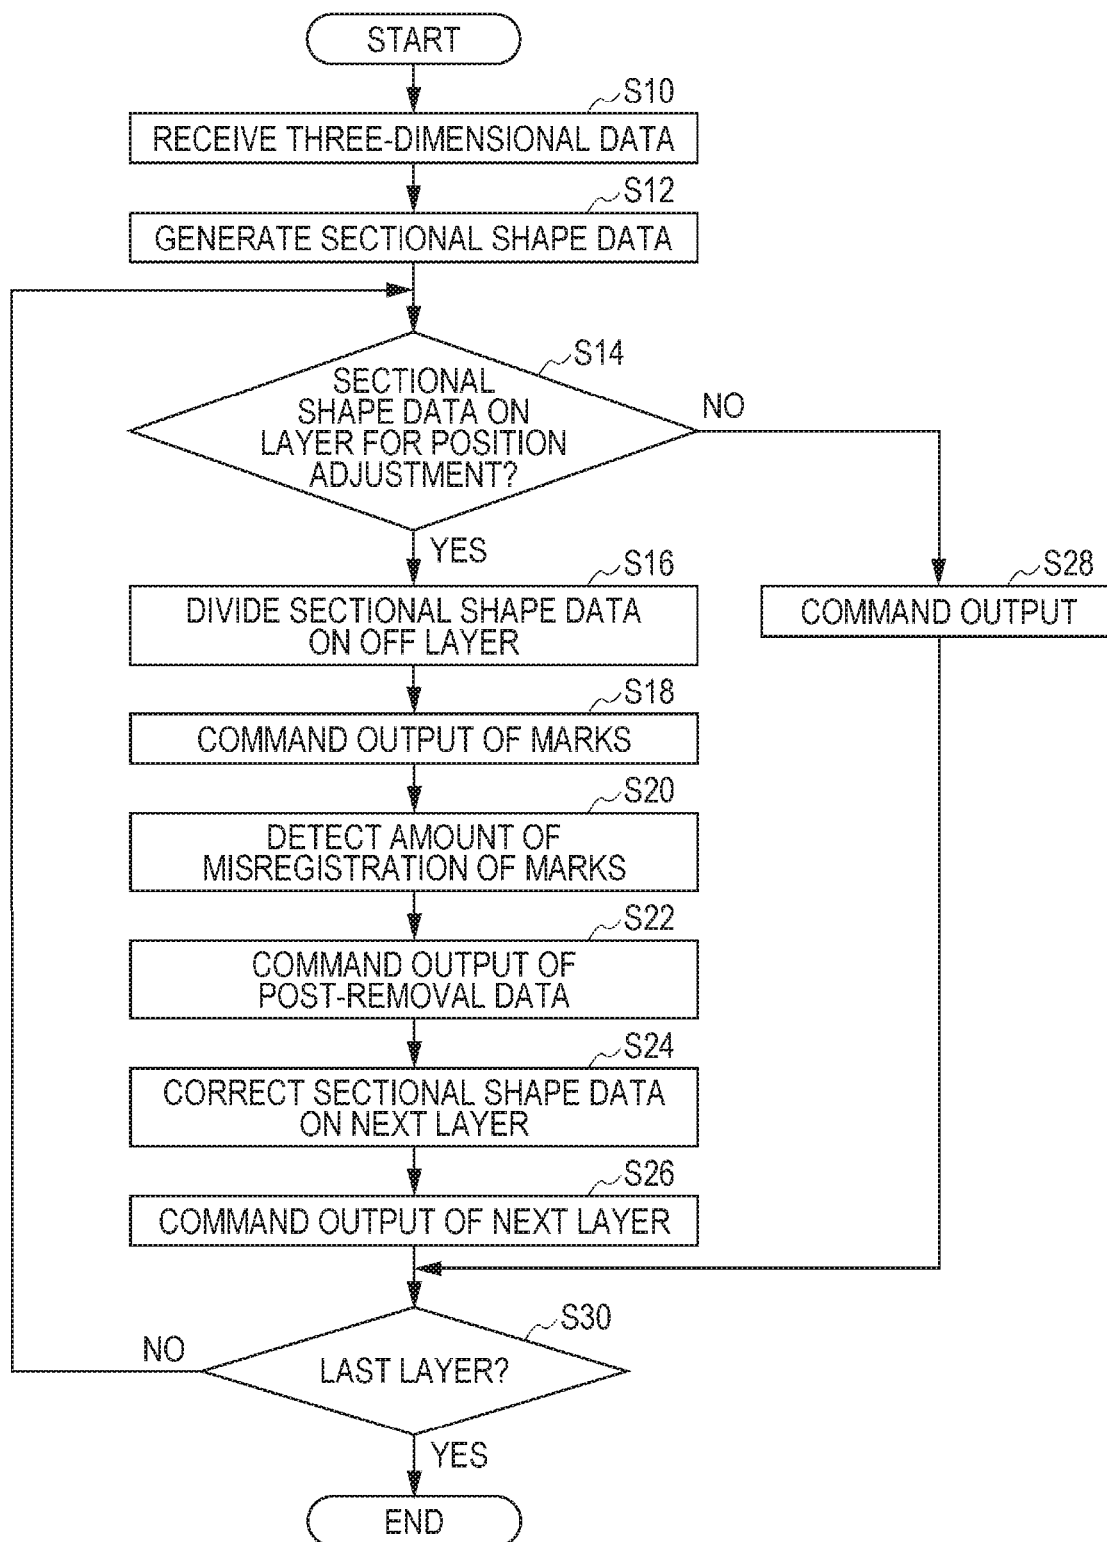 START
S10
RECEIVE THREE-DIMENSIONAL DATA
S12
GENERATE SECTIONAL SHAPE DATA
S14
SECTIONAL
SHAPE DATA ON
LAYER FOR POSITION
ADJUSTMENT?
NO
YES
S16
DIVIDE SECTIONAL SHAPE DATA
ON OFF LAYER
S28
COMMAND OUTPUT
S18
COMMAND OUTPUT OF MARKS
S20
DETECT AMOUNT OF
MISREGISTRATION OF MARKS
S22
COMMAND OUTPUT OF
POST-REMOVAL DATA
S24
CORRECT SECTIONAL SHAPE DATA
ON NEXT LAYER
S26
COMMAND OUTPUT OF NEXT LAYER
S30
NO
LAST LAYER?
YES
END